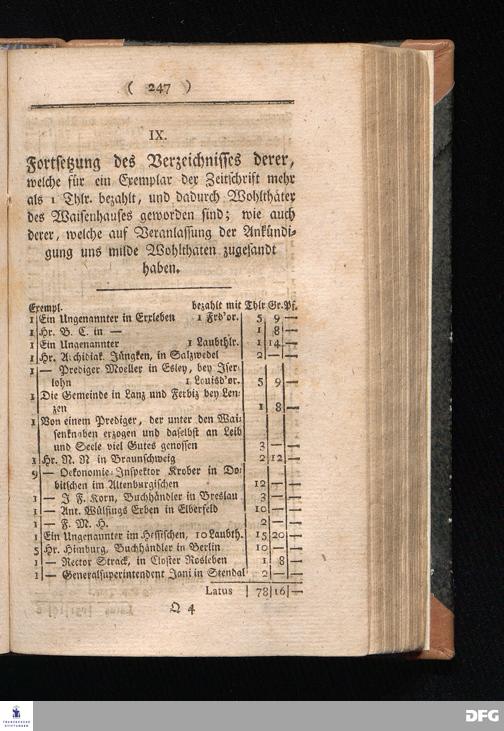 ( 247 )
IX.
Fortsetzung des Verzeichnisses derer,
welche für ein Exemplar der Zeitschrift mehr
als 1 Thlr. bezahlt, und dadurch Wohlthäter
des Waisenhauses geworden sind; wie auch
derer, welche auf Veranlassung der Ankündi-
gung uns milde Wohlthaten zugesandt
haben.
Exempl. bezahlt mit Thlr Gr. Pf.
1 Ein Ungenannter in Erxleben 1 Frd'or. 5 9 —
1 Hr. B. C. in — 1 8 —
1 Ein Ungenannter 1 Laubthlr. 1 14 —
1 Hr. Archidiak. Jüngken, in Salzwedel 2 — —
1 — Prediger Moeller in Esley, bey Iser-
lohn 1 Louisd'or. 5 9 —
1 Die Gemeinde in Lanz und Ferbiz bey Len-
zen 1 8 —
1 Von einem Prediger, der unter den Wai-
senknaben erzogen und daselbst an Leib
und Seele viel Gutes genossen 3 — —
1 Hr. N. N in Braunschweig 2 12 —
9 — Oekonomie-Inspektor Krober in Do-
bitschen im Altenburgischen 12 — —
1 — J F. Korn, Buchhändler in Breslau 3 — —
1 — Ant. Wülfings Erben in Elberfeld 10 — —
1 — F. M. H. 2 — —
1 Ein Ungenannter im Hessischen, 10 Laubth. 15 20 —
5 Hr. Himburg, Buchhändler in Berlin 10 — —
1 — Rector Strack, in Closter Rosleben 1 8 —
1 — Generalsuperintendent Jani in Stendal 2 — —
Latus 78 16 —
Q 4
FRANCKESCHE
STIFTUNGEN
DFG